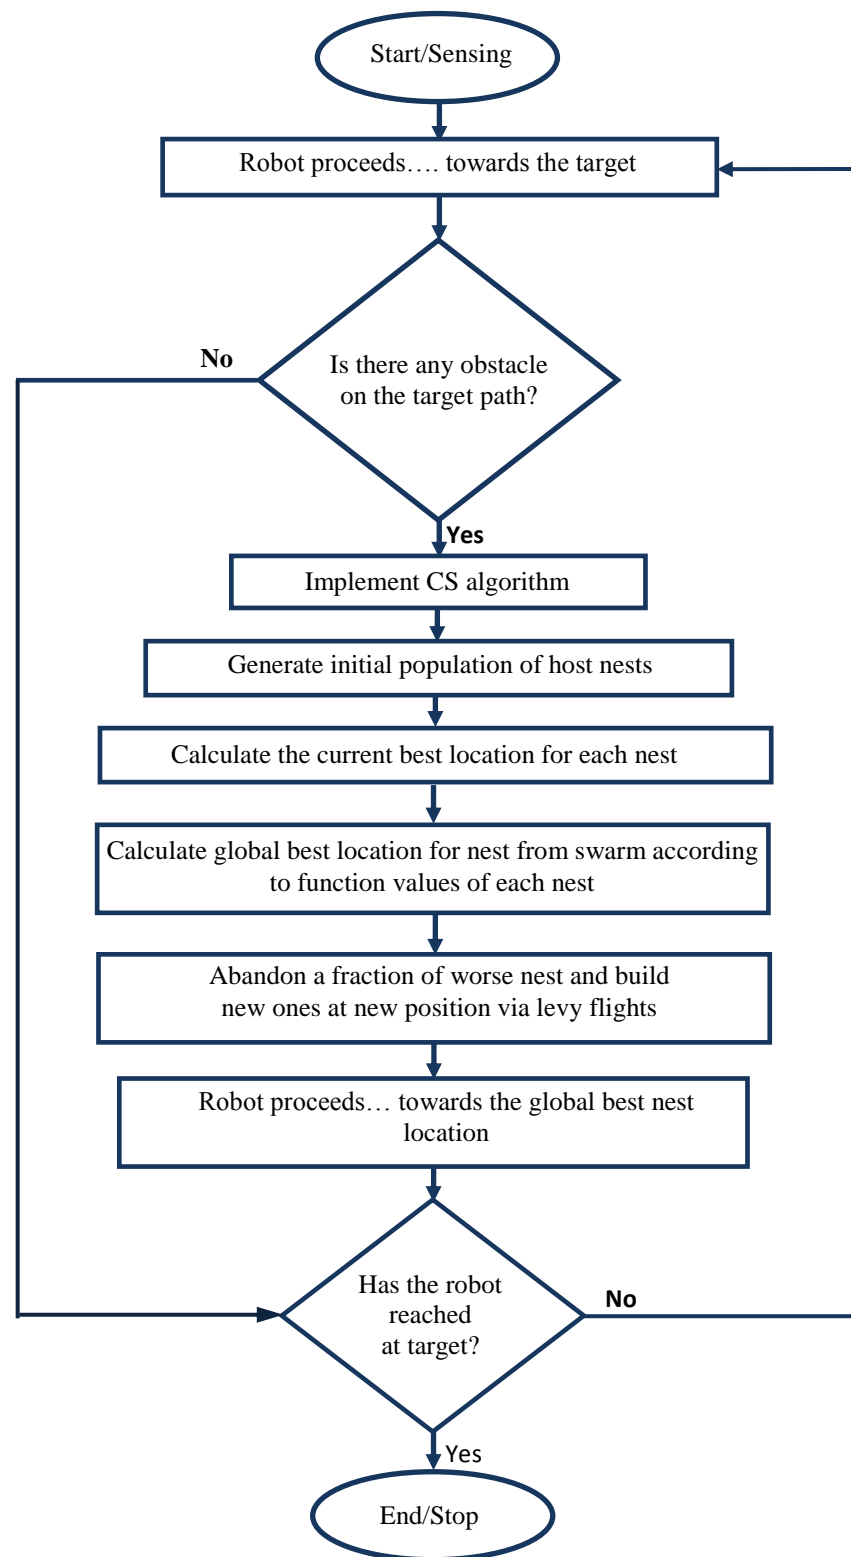 Start/Sensing
Robot proceeds…. towards the target
No
Is there any obstacle
on the target path?
Yes
Implement CS algorithm
Generate initial population of host nests
Calculate the current best location for each nest
Calculate global best location for nest from swarm according
to function values of each nest
Abandon a fraction of worse nest and build
new ones at new position via levy flights
Robot proceeds… towards the global best nest
location
Has the robot
reached
at target?
No
Yes
End/Stop